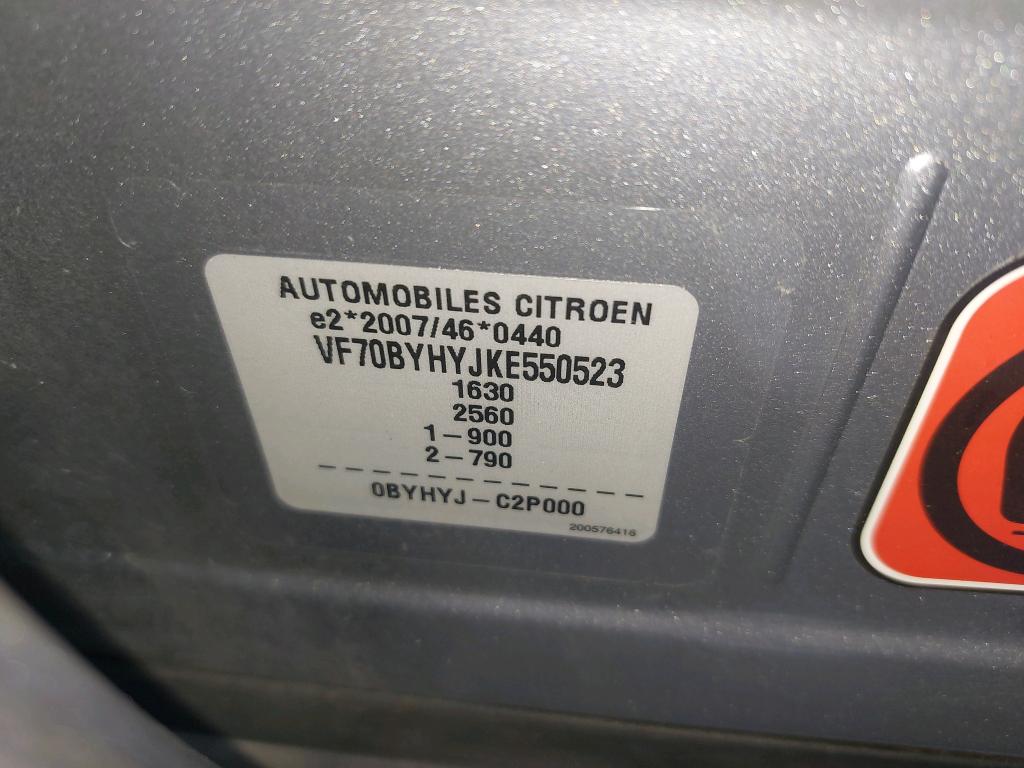 AUTOMOBILES CITROEN
e2*2007/46*0440
VF70BYHYJKE550523
1630
2560
1-900
2-790
0BYHYJ-C2P000
200576416